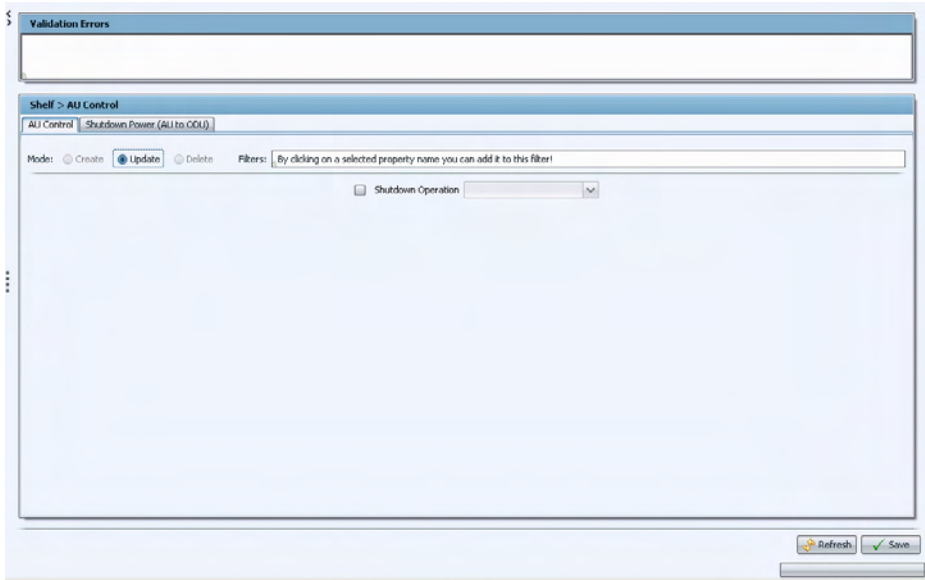 Validation Errors
Shelf > AU Control
AU Control Shutdown Power (AU to ODU)
Mode: Create Update Delete Filters: By clicking on a selected property name you can add it to this filter!
Shutdown Operation
Refresh Save